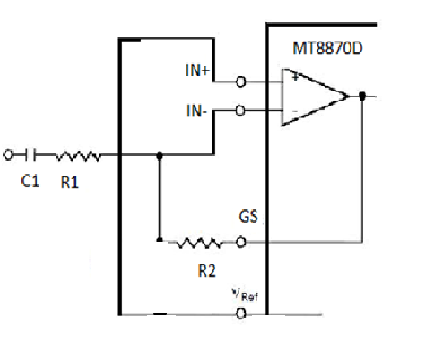 MT8870D
IN+
+
IN-
-
C1
R1
GS
R2
VRef